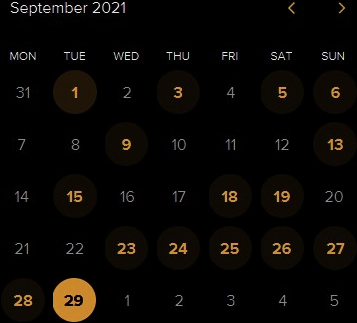 September 2021
MON TUE WED THU FRI SAT SUN
31 1 2 3 4 5 6
7 8 9 10 11 12 13
14 15 16 17 18 19 20
21 22 23 24 25 26 27
28 29 1 2 3 4 5